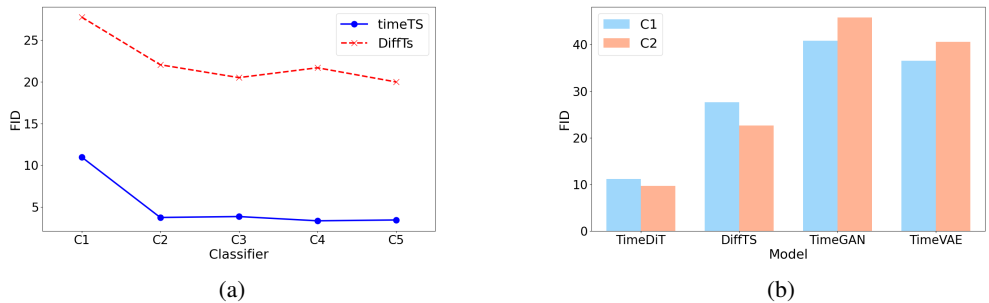 timeTS
DiffTs
FID
25
20
15
10
5
C1 C2 C3 C4 C5
Classifier
(a)
C1
C2
FID
40
30
20
10
0
TimeDiT DiffTS TimeGAN TimeVAE
Model
(b)